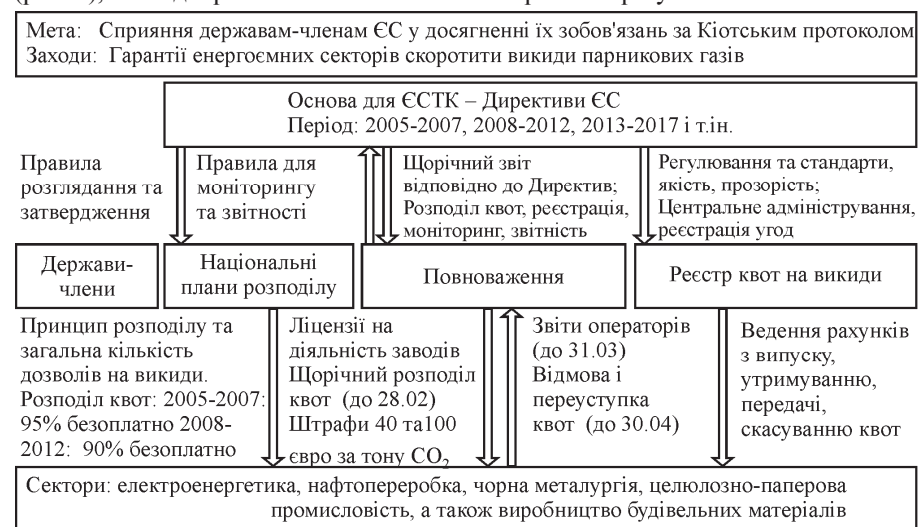 Мета: Сприяння державам-членам ЄС у досягненні їх зобов'язань за Кіотським протоколом
Заходи: Гарантії енергоємних секторів скоротити викиди парникових газів
Основа для ЄСТК – Директиви ЄС
Період: 2005-2007, 2008-2012, 2013-2017 і т.ін.
Правила
розглядання та
затвердження
Правила для
моніторингу
та звітності
Щорічний звіт
відповідно до Директив;
Розподіл квот, реєстрація,
моніторинг, звітність
Регулювання та стандарти,
якість, прозорість;
Центральне адміністрування,
реєстрація угод
Держави-
члени
Національні
плани розподілу
Повноваження
Реєстр квот на викиди
Принцип розподілу та
загальна кількість
дозволів на викиди.
Розподіл квот: 2005-2007:
95% безоплатно 2008-
2012: 90% безоплатно
Ліцензії на
діяльність заводів
Щорічний розподіл
квот (до 28.02)
Штрафи 40 та100
євро за тону CO₂
Звіти операторів
(до 31.03)
Відмова і
переуступка
квот (до 30.04)
Ведення рахунків
з випуску,
утримуванню,
передачі,
скасуванню квот
Сектори: електроенергетика, нафтопереробка, чорна металургія, целюлозно-паперова
промисловість, а також виробництво будівельних матеріалів